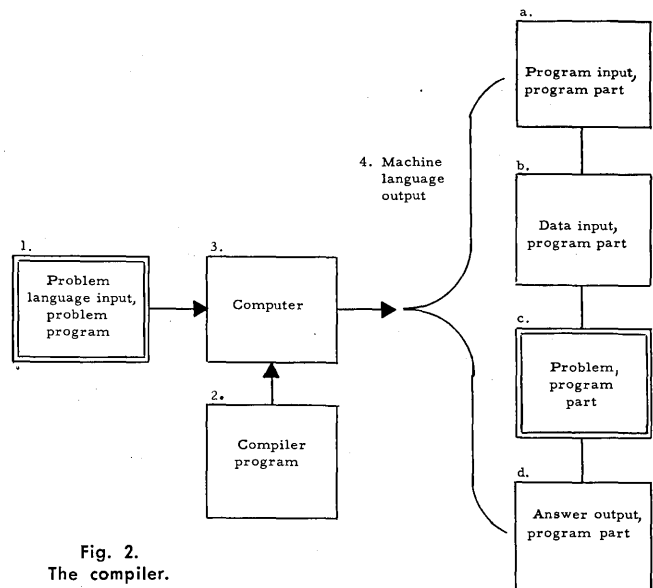 a.
Program input,
program part
4. Machine
language
output
b.
Data input,
program part
1.
Problem
language input,
problem
program
3.
Computer
c.
Problem,
program
part
2.
Compiler
program
d.
Answer output,
program part
Fig. 2.
The compiler.